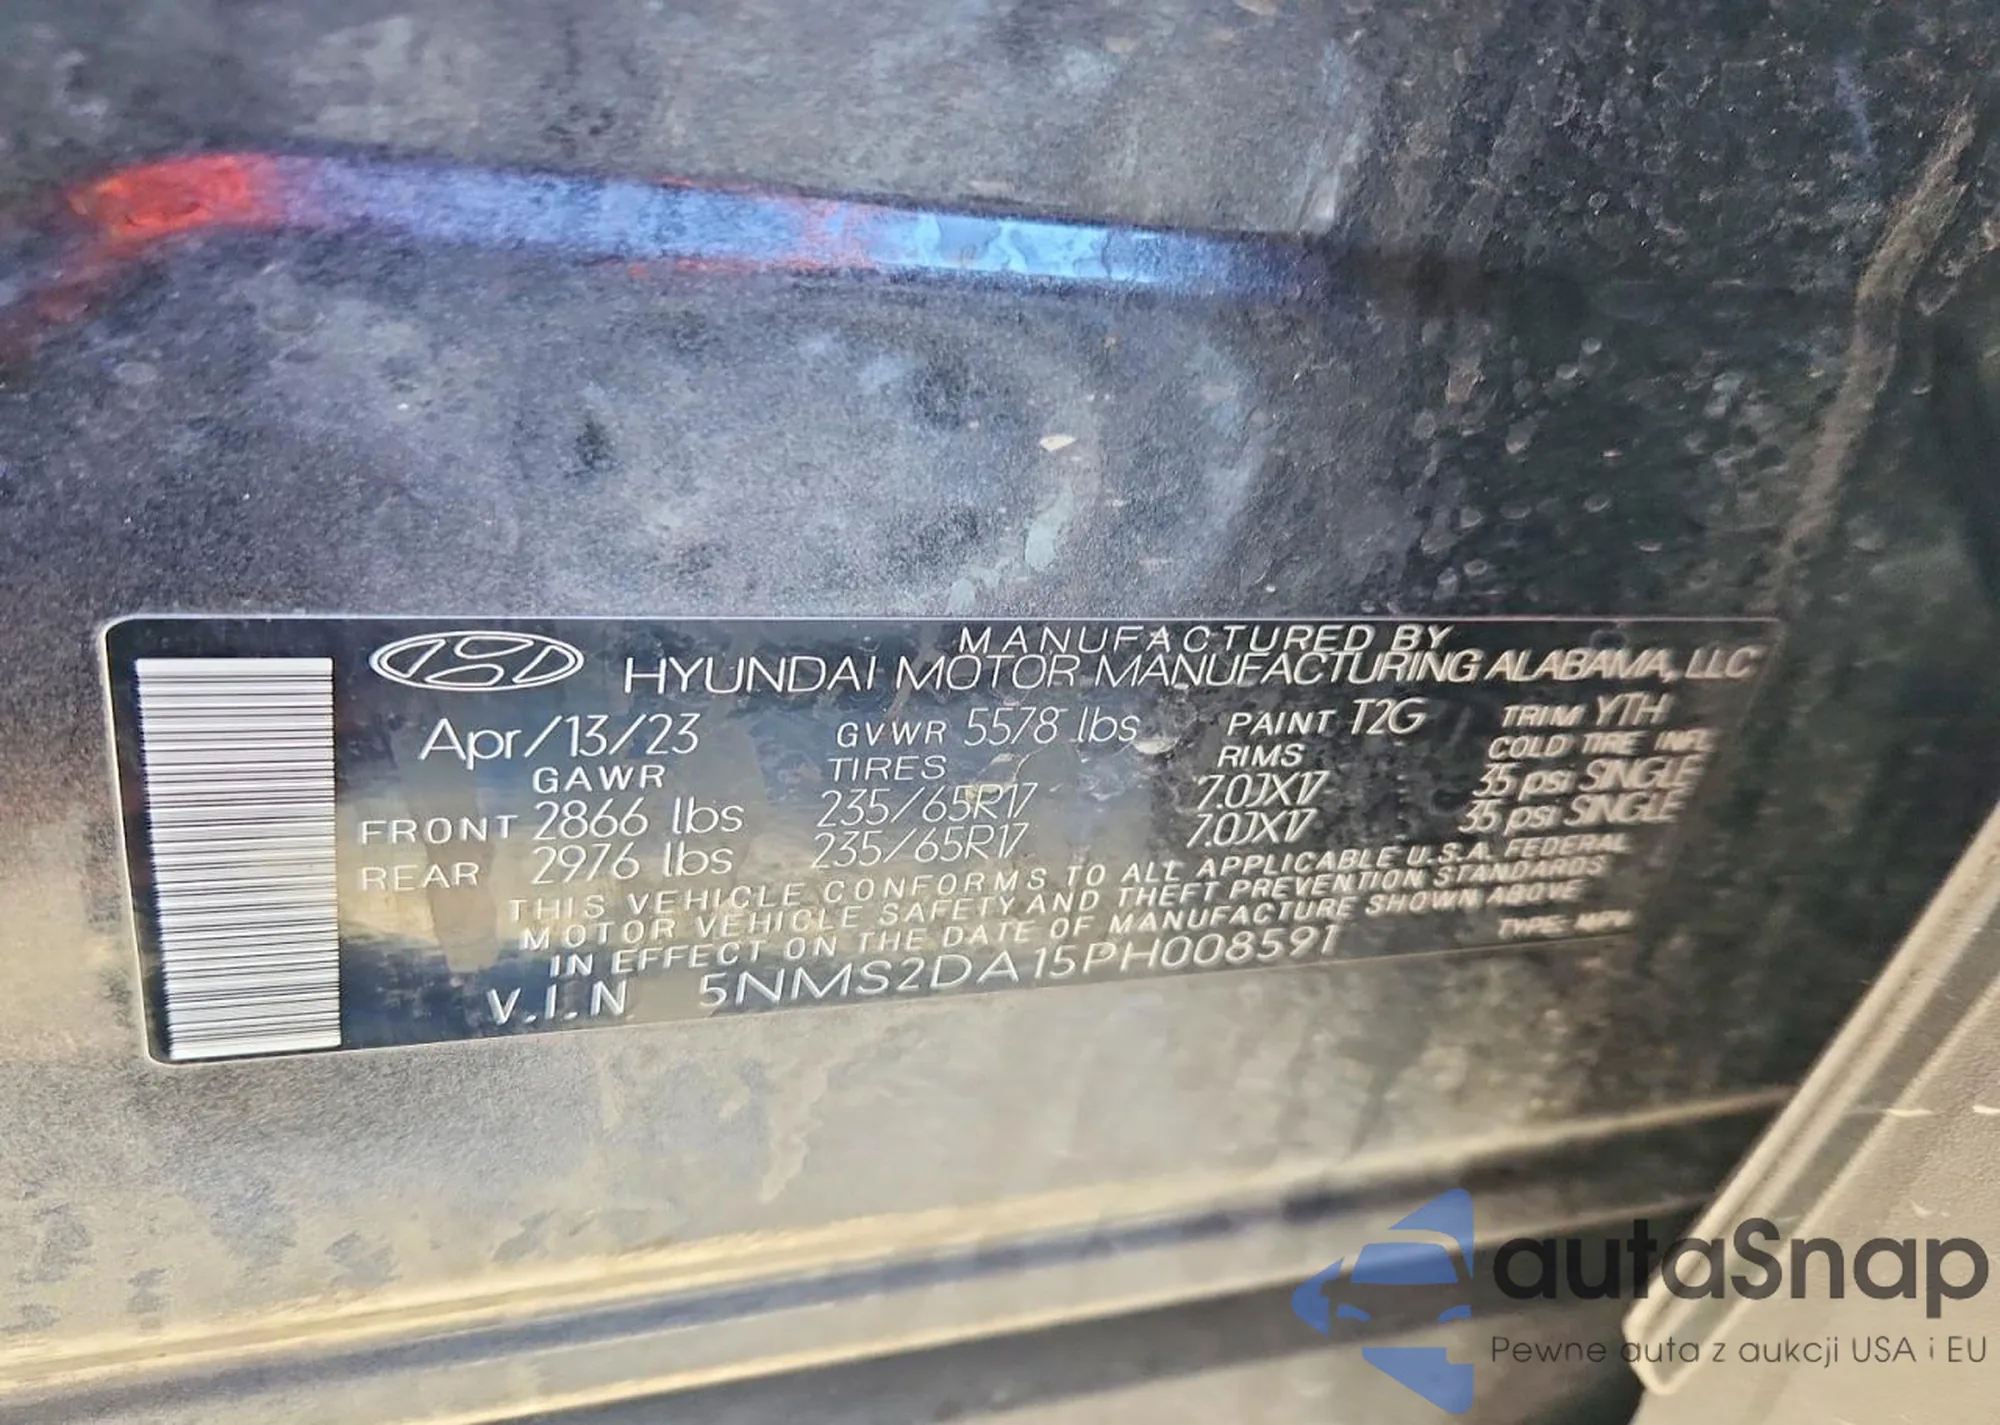 MANUFACTURED BY
HYUNDAI MOTOR MANUFACTURING ALABAMA, LLC
Apr/13/23 GVWR 5578 lbs PAINT T2G TRIM YTH
GAWR TIRES RIMS COLD TIRE INFL
FRONT 2866 lbs 235/65R17 7.0JX17 35 psi SINGLE
REAR 2976 lbs 235/65R17 7.0JX17 35 psi SINGLE
THIS VEHICLE CONFORMS TO ALL APPLICABLE U.S.A. FEDERAL
MOTOR VEHICLE SAFETY AND THEFT PREVENTION STANDARDS
IN EFFECT ON THE DATE OF MANUFACTURE SHOWN ABOVE
V.I.N 5NMS2DA15PH008591 TYPE: MPV
autaSnap
Pewne auta z aukcji USA i EU